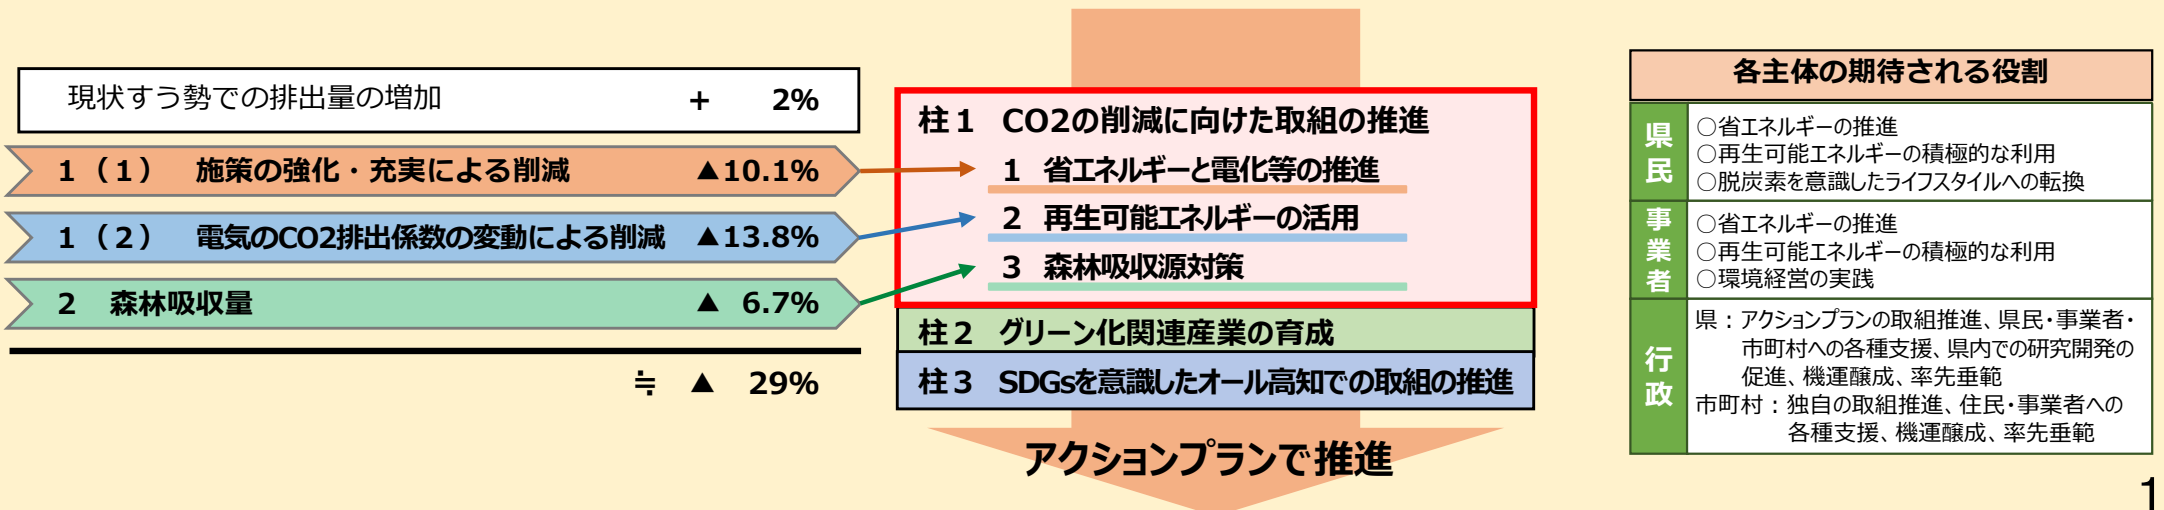 現状すう勢での排出量の増加 + 2%
1（1） 施策の強化・充実による削減 ▲10.1%
1（2） 電気のCO2排出係数の変動による削減 ▲13.8%
2 森林吸収量 ▲ 6.7%
≒ ▲ 29%
柱１ CO2の削減に向けた取組の推進
1 省エネルギーと電化等の推進
2 再生可能エネルギーの活用
3 森林吸収源対策
柱２ グリーン化関連産業の育成
柱３ SDGsを意識したオール高知での取組の推進
アクションプランで推進
各主体の期待される役割
県民
○省エネルギーの推進
○再生可能エネルギーの積極的な利用
○脱炭素を意識したライフスタイルへの転換
事業者
○省エネルギーの推進
○再生可能エネルギーの積極的な利用
○環境経営の実践
行政
県：アクションプランの取組推進、県民・事業者・
市町村への各種支援、県内での研究開発の
促進、機運醸成、率先垂範
市町村：独自の取組推進、住民・事業者への
各種支援、機運醸成、率先垂範
1